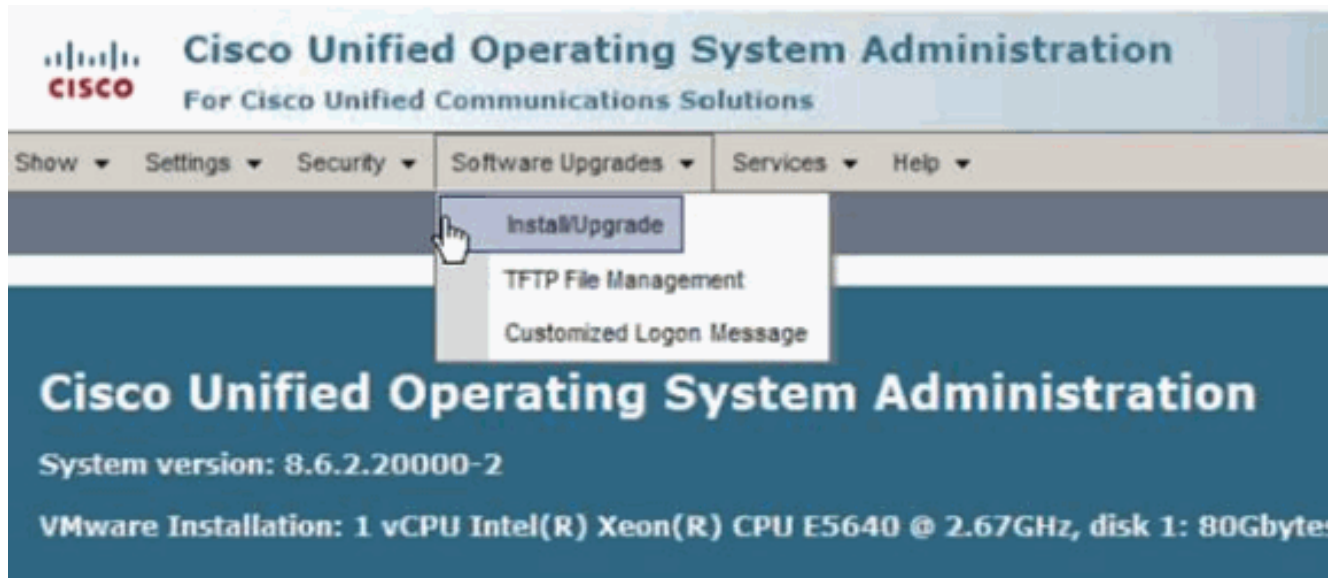 CISCO
Cisco Unified Operating System Administration
For Cisco Unified Communications Solutions
Show Settings Security Software Upgrades Services Help
Install/Upgrade
TFTP File Management
Customized Logon Message
Cisco Unified Operating System Administration
System version: 8.6.2.20000-2
VMware Installation: 1 vCPU Intel(R) Xeon(R) CPU E5640 @ 2.67GHz, disk 1: 80Gbytes